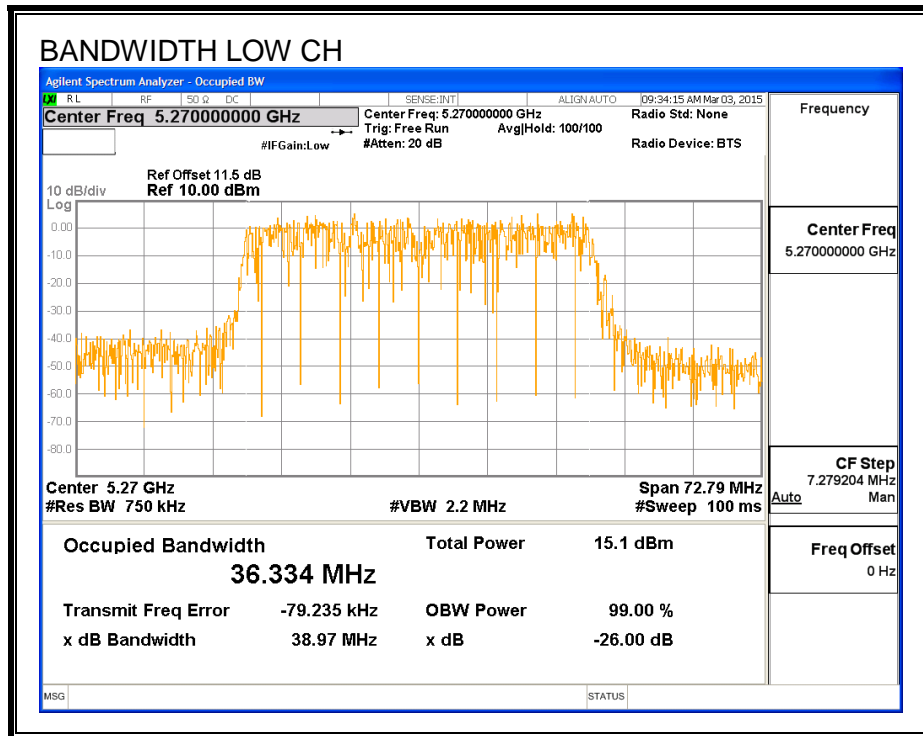 BANDWIDTH LOW CH
Agilent Spectrum Analyzer - Occupied BW
LXI RL RF 50 Ω DC SENSE:INT ALIGN AUTO 09:34:15 AM Mar 03, 2015
Center Freq 5.270000000 GHz
Center Freq: 5.270000000 GHz
Radio Std: None
Trig: Free Run Avg|Hold: 100/100
#IFGain:Low
#Atten: 20 dB
Radio Device: BTS
Ref Offset 11.5 dB
10 dB/div Ref 10.00 dBm
Log
0.00
-10.0
-20.0
-30.0
-40.0
-50.0
-60.0
-70.0
-80.0
Center 5.27 GHz Span 72.79 MHz
#Res BW 750 kHz #VBW 2.2 MHz #Sweep 100 ms
Occupied Bandwidth Total Power 15.1 dBm
36.334 MHz
Transmit Freq Error -79.235 kHz OBW Power 99.00 %
x dB Bandwidth 38.97 MHz x dB -26.00 dB
MSG STATUS
Frequency
Center Freq
5.270000000 GHz
CF Step
7.279204 MHz
Auto Man
Freq Offset
0 Hz